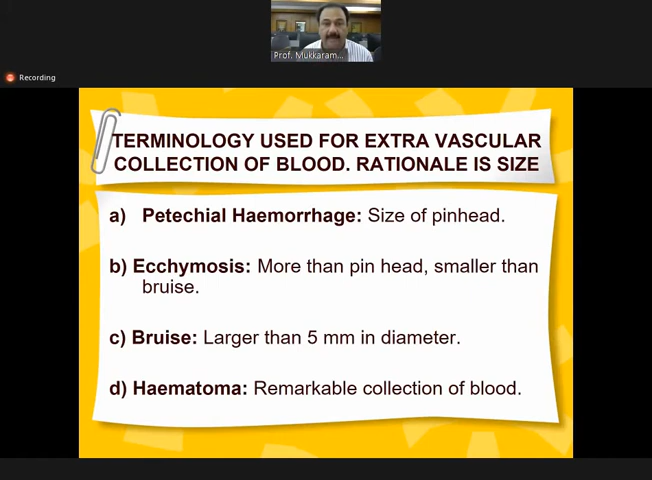 Prof. Mukkaram...
Recording
TERMINOLOGY USED FOR EXTRA VASCULAR
COLLECTION OF BLOOD. RATIONALE IS SIZE
a) Petechial Haemorrhage: Size of pinhead.
b) Ecchymosis: More than pin head, smaller than
bruise.
c) Bruise: Larger than 5 mm in diameter.
d) Haematoma: Remarkable collection of blood.